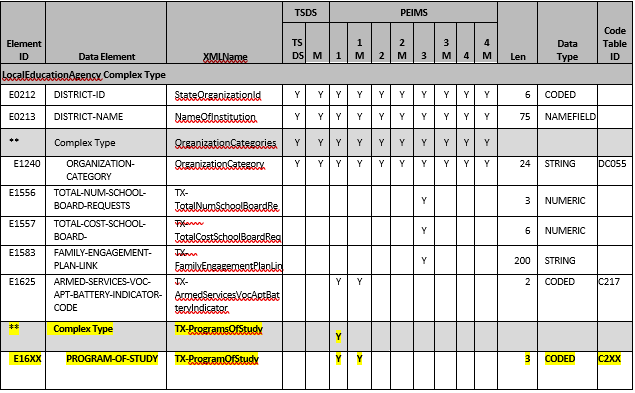 TSDS PEIMS
Element ID Data Element XMLName TS DS M 1 1 M 2 2 M 3 3 M 4 4 M Len Data Type Code Table ID
LocalEducationAgency Complex Type
E0212 DISTRICT-ID StateOrganizationId Y Y Y Y Y Y Y Y Y Y 6 CODED
E0213 DISTRICT-NAME NameOfInstitution Y Y Y Y Y Y Y Y Y Y 75 NAMEFIELD
** Complex Type OrganizationCategories Y Y Y Y Y Y Y Y Y Y
E1240 ORGANIZATION-CATEGORY OrganizationCategory Y Y Y Y Y Y Y Y Y Y 24 STRING DC055
E1556 TOTAL-NUM-SCHOOL-BOARD-REQUESTS TX-TotalNumSchoolBoardRe Y 3 NUMERIC
E1557 TOTAL-COST-SCHOOL-BOARD- TX-TotalCostSchoolBoardReq Y 6 NUMERIC
E1583 FAMILY-ENGAGEMENT-PLAN-LINK TX-FamilyEngagementPlanLin Y 200 STRING
E1625 ARMED-SERVICES-VOC-APT-BATTERY-INDICATOR-CODE TX-ArmedServicesVocAptBatteryIndicator Y Y 2 CODED C217
** Complex Type TX-ProgramsOfStudy Y
E16XX PROGRAM-OF-STUDY TX-ProgramOfStudy Y Y 3 CODED C2XX